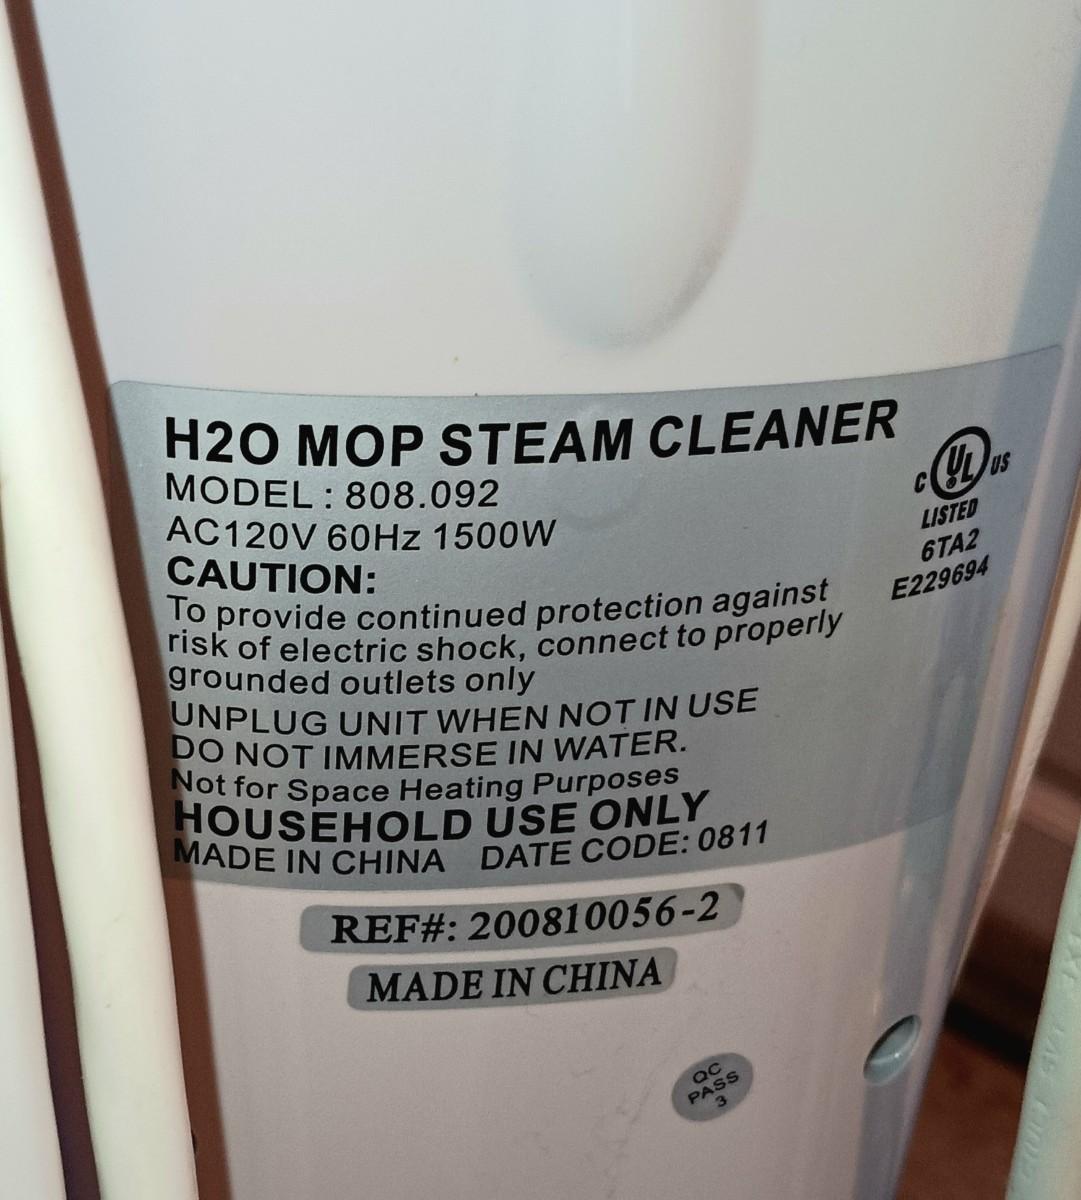 H2O MOP STEAM CLEANER
MODEL : 808.092
AC120V 60Hz 1500W
CAUTION:
To provide continued protection against
risk of electric shock, connect to properly
grounded outlets only
UNPLUG UNIT WHEN NOT IN USE
DO NOT IMMERSE IN WATER.
Not for Space Heating Purposes
HOUSEHOLD USE ONLY
MADE IN CHINA DATE CODE: 0811
C UL US
LISTED
6TA2
E229694
REF#: 200810056-2
MADE IN CHINA
QC
PASS
3